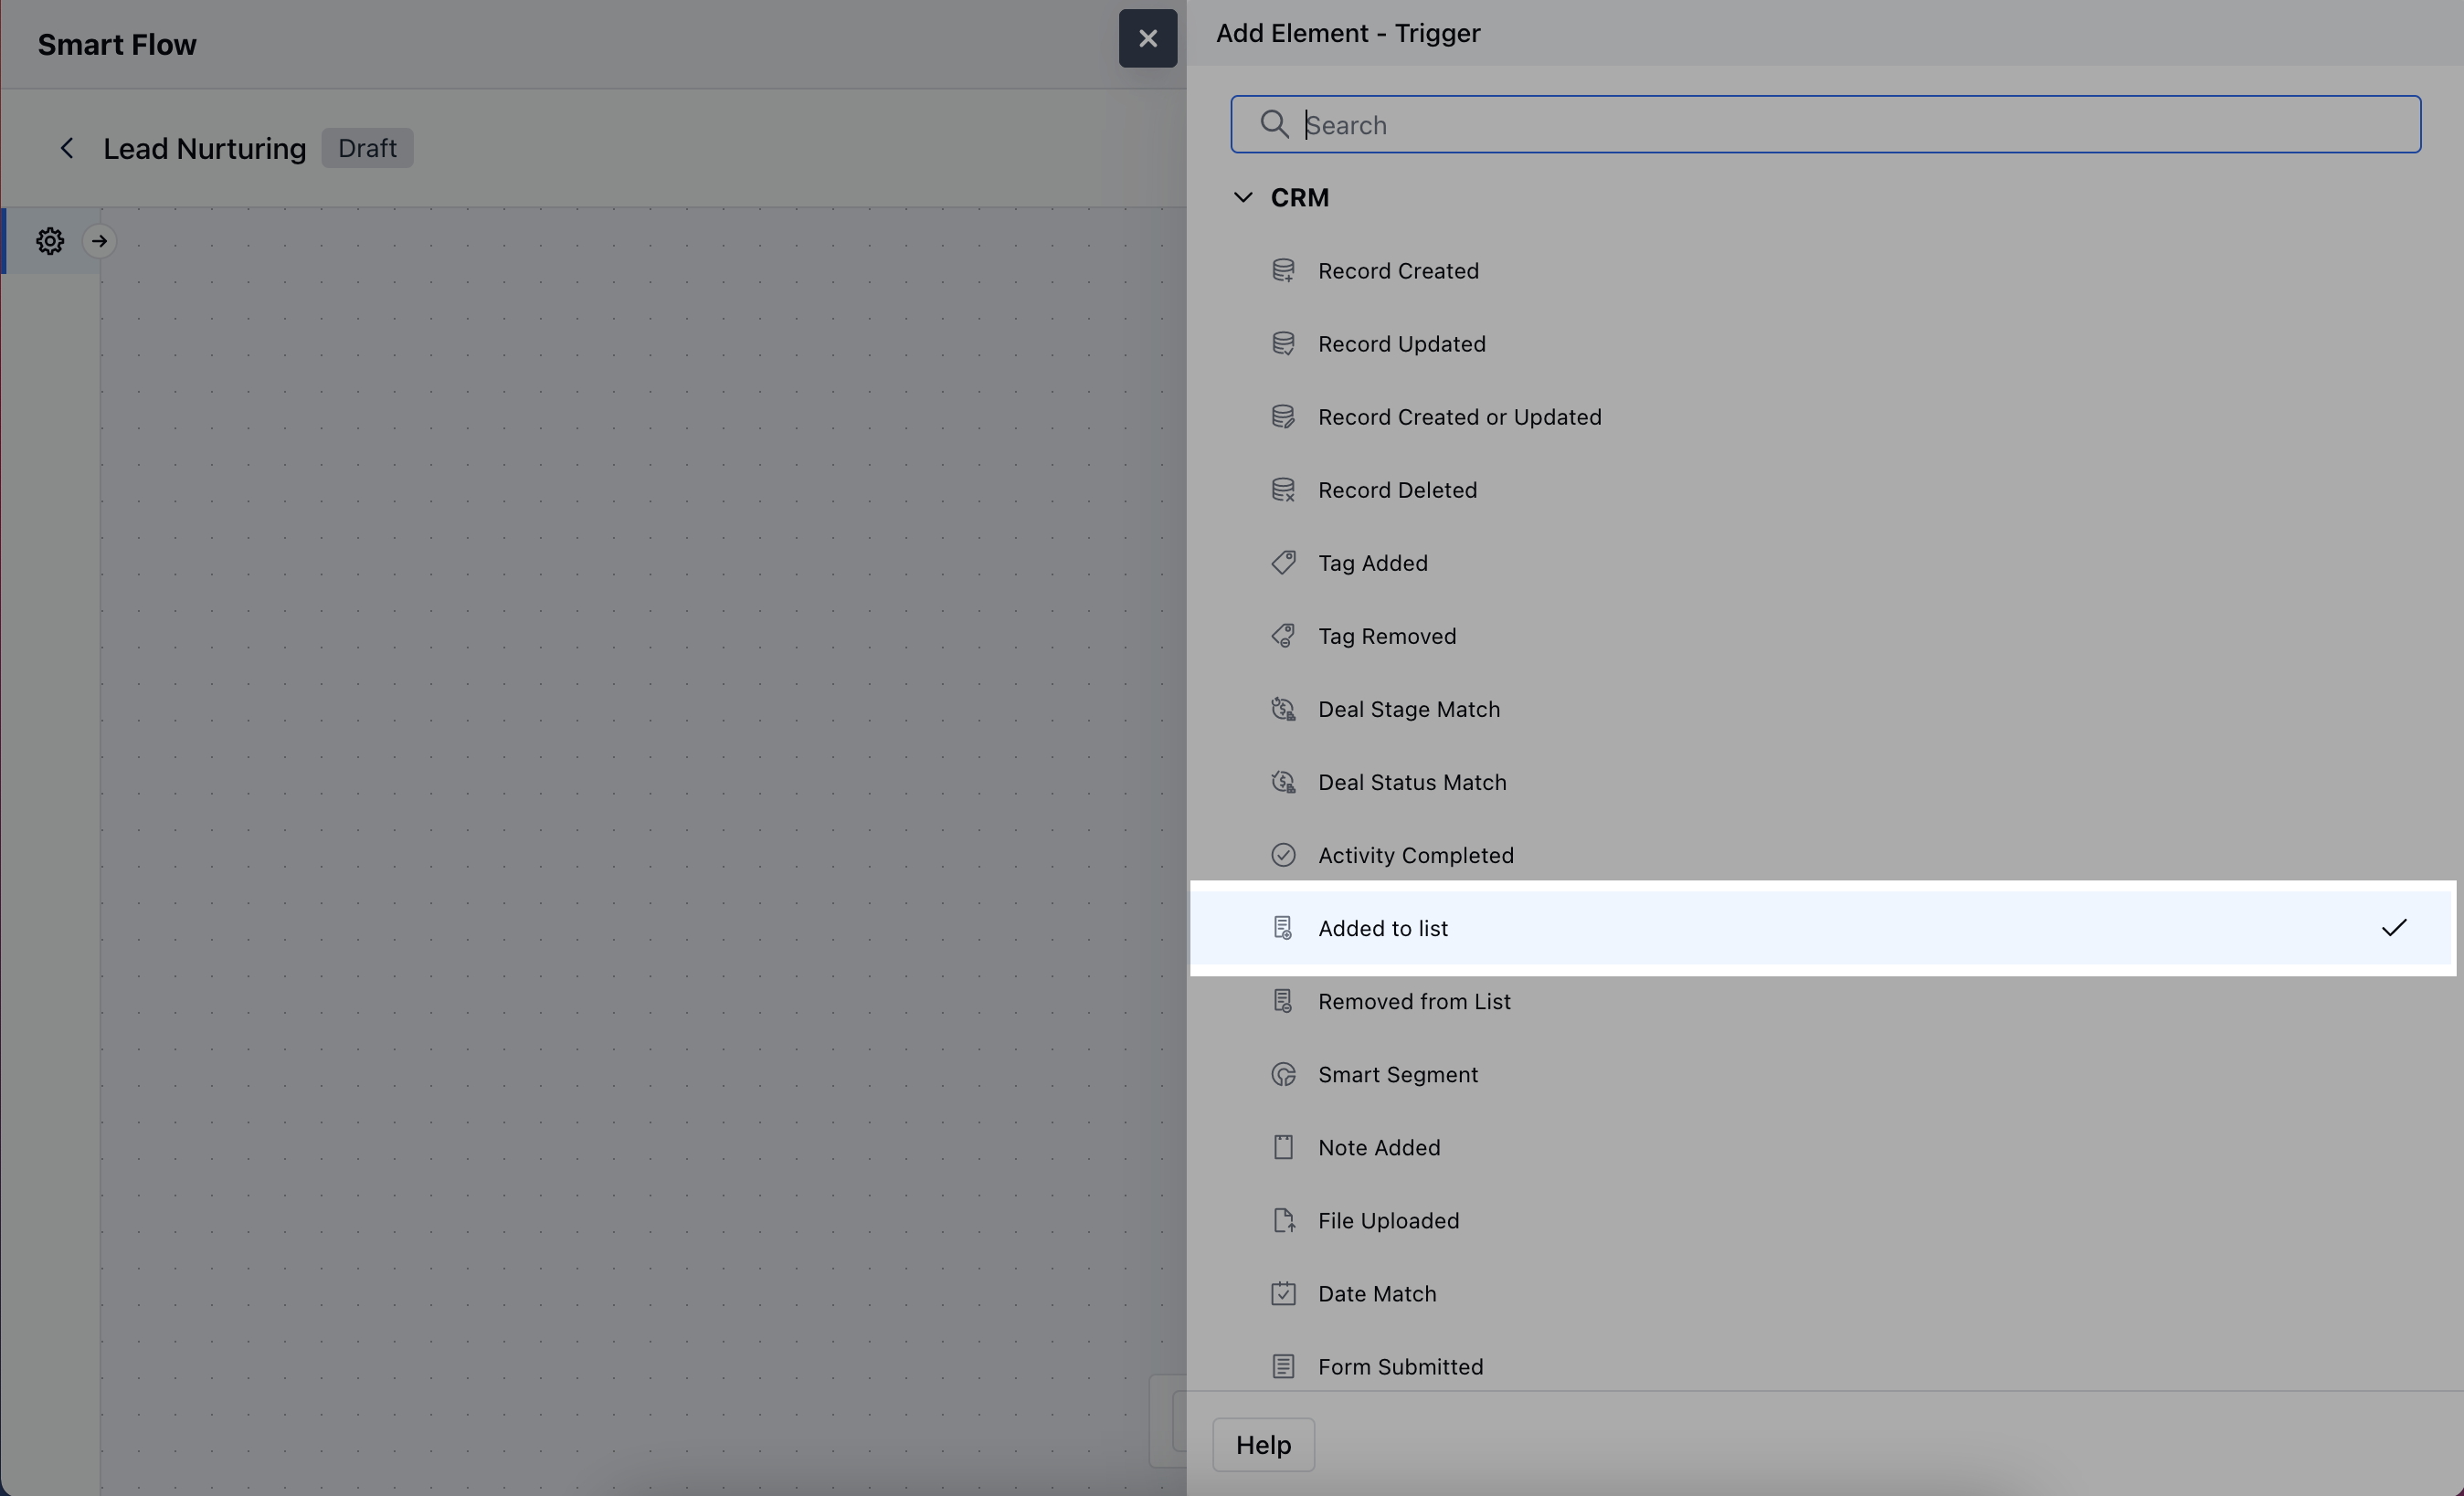 Smart Flow
Add Element - Trigger
Lead Nurturing Draft
Search
CRM
Record Created
Record Updated
Record Created or Updated
Record Deleted
Tag Added
Tag Removed
Deal Stage Match
Deal Status Match
Activity Completed
Added to list
Removed from List
Smart Segment
Note Added
File Uploaded
Date Match
Form Submitted
Help